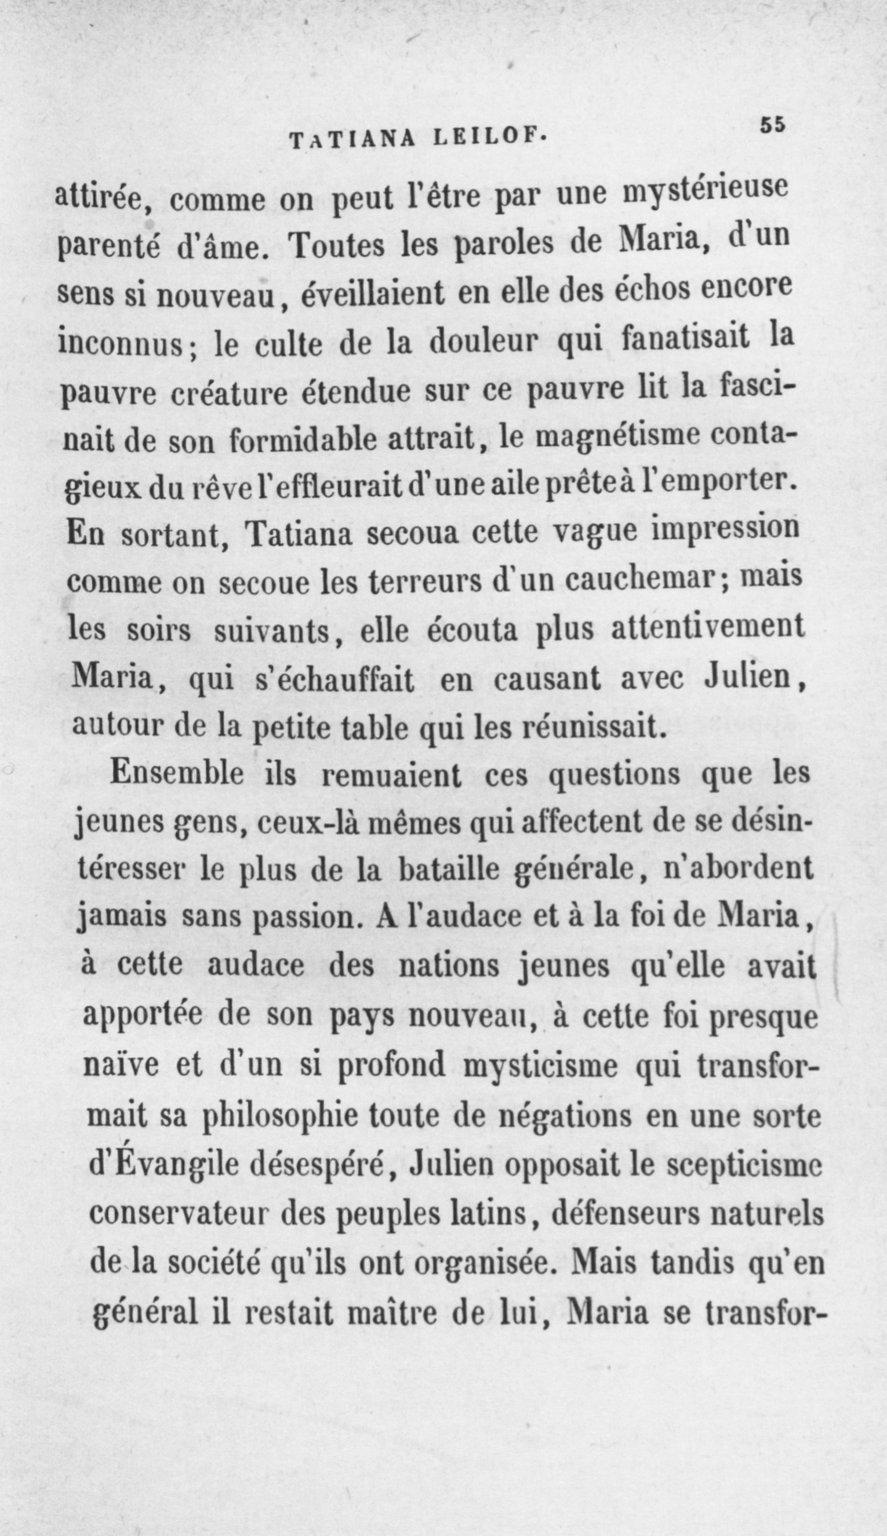 TATIANA LEILOF. 55
attirée, comme on peut l'être par une mystérieuse
parenté d'âme. Toutes les paroles de Maria, d'un
sens si nouveau, éveillaient en elle des échos encore
inconnus; le culte de la douleur qui fanatisait la
pauvre créature étendue sur ce pauvre lit la fasci-
nait de son formidable attrait, le magnétisme conta-
gieux du rêve l'effleurait d'une aile prête à l'emporter.
En sortant, Tatiana secoua cette vague impression
comme on secoue les terreurs d'un cauchemar; mais
les soirs suivants, elle écouta plus attentivement
Maria, qui s'échauffait en causant avec Julien,
autour de la petite table qui les réunissait.
Ensemble ils remuaient ces questions que les
jeunes gens, ceux-là mêmes qui affectent de se désin-
téresser le plus de la bataille générale, n'abordent
jamais sans passion. A l'audace et à la foi de Maria,
à cette audace des nations jeunes qu'elle avait
apportée de son pays nouveau, à cette foi presque
naïve et d'un si profond mysticisme qui transfor-
mait sa philosophie toute de négations en une sorte
d'Évangile désespéré, Julien opposait le scepticisme
conservateur des peuples latins, défenseurs naturels
de la société qu'ils ont organisée. Mais tandis qu'en
général il restait maître de lui, Maria se transfor-